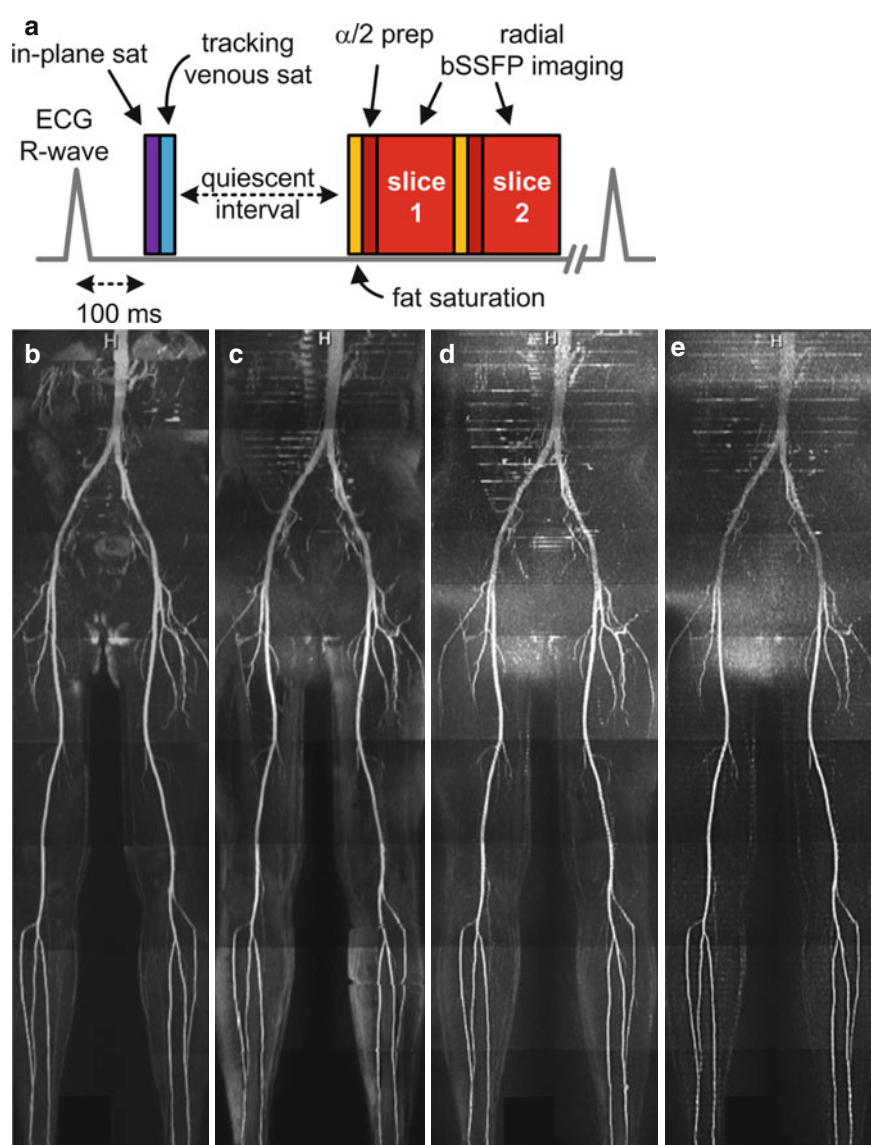 a
in-plane sat
tracking
venous sat
α/2 prep
radial
bSSFP imaging
ECG
R-wave
quiescent
interval
slice
1
slice
2
100 ms
fat saturation
b
H
c
H
d
H
e
H